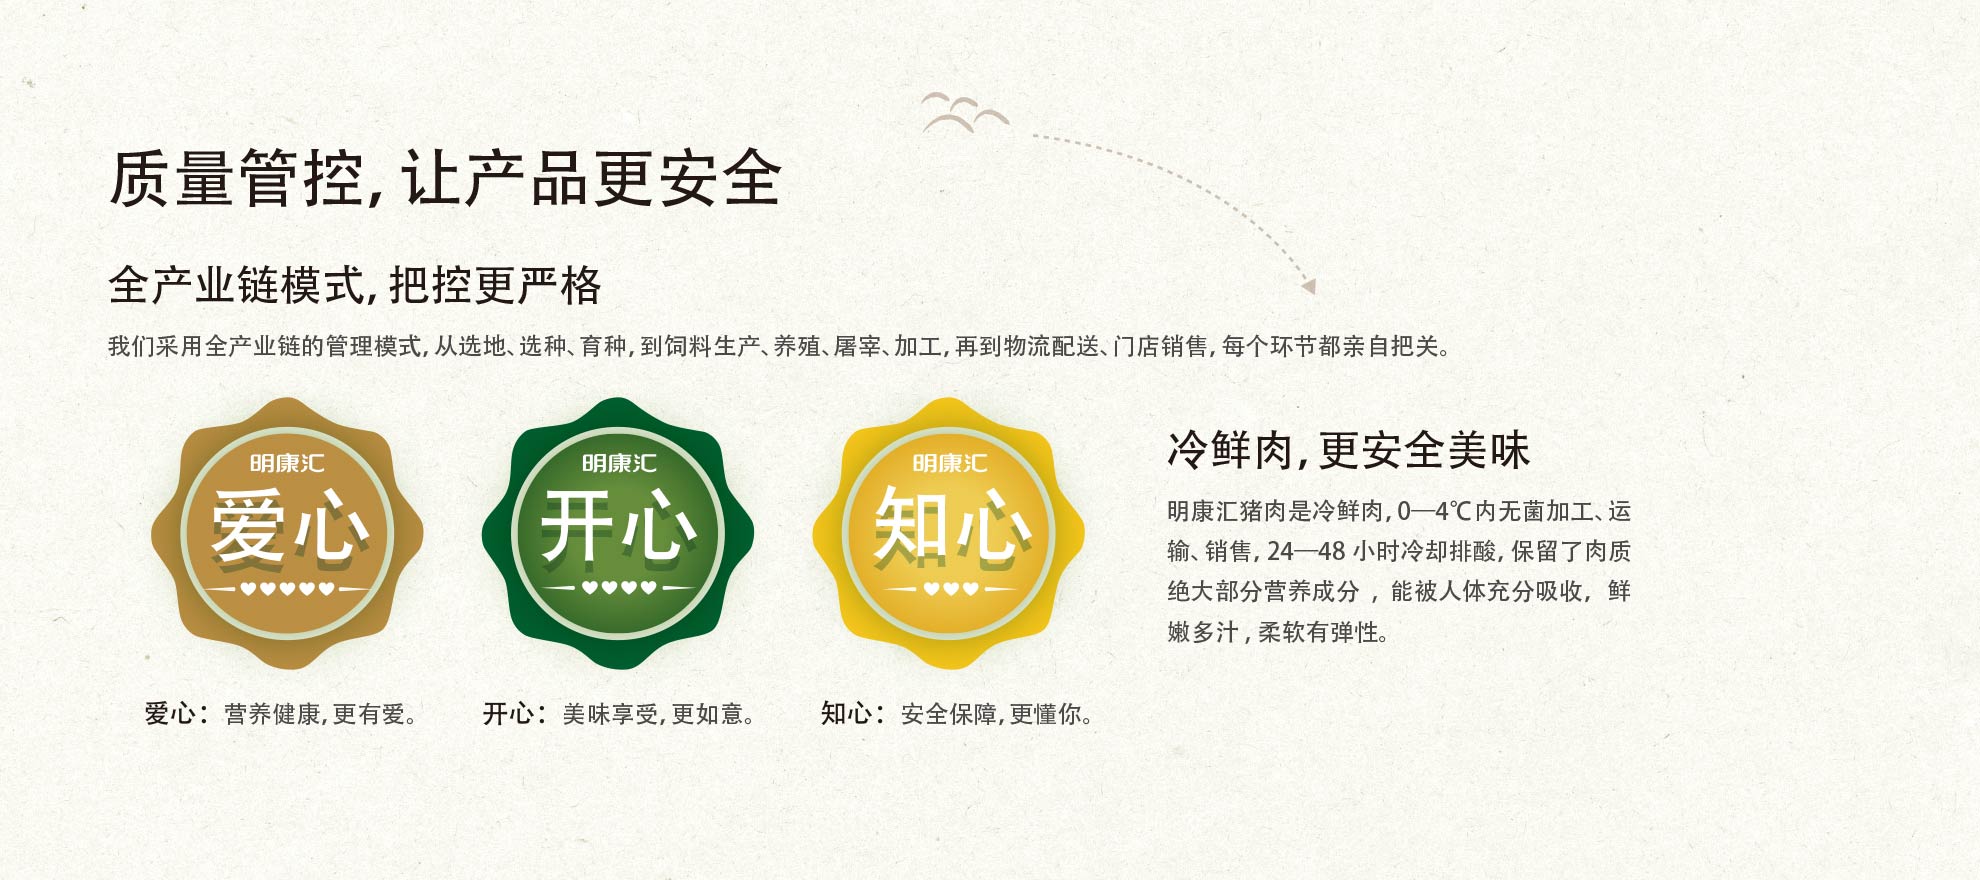 质量管控，让产品更安全
全产业链模式，把控更严格
我们采用全产业链的管理模式，从选地、选种、育种，到饲料生产、养殖、屠宰、加工，再到物流配送、门店销售，每个环节都亲自把关。
明康汇
爱心
明康汇
开心
明康汇
知心
爱心：营养健康，更有爱。
开心：美味享受，更如意。
知心：安全保障，更懂你。
冷鲜肉，更安全美味
明康汇猪肉是冷鲜肉，0—4℃内无菌加工、运
输、销售，24—48 小时冷却排酸，保留了肉质
绝大部分营养成分 ，能被人体充分吸收，鲜
嫩多汁，柔软有弹性。